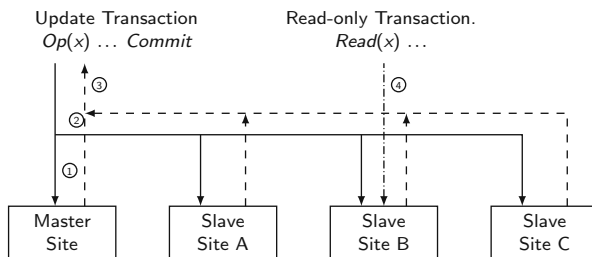 Update Transaction
Op(x) … Commit
Read-only Transaction.
Read(x) …
③
④
②
①
Master
Site
Slave
Site A
Slave
Site B
Slave
Site C